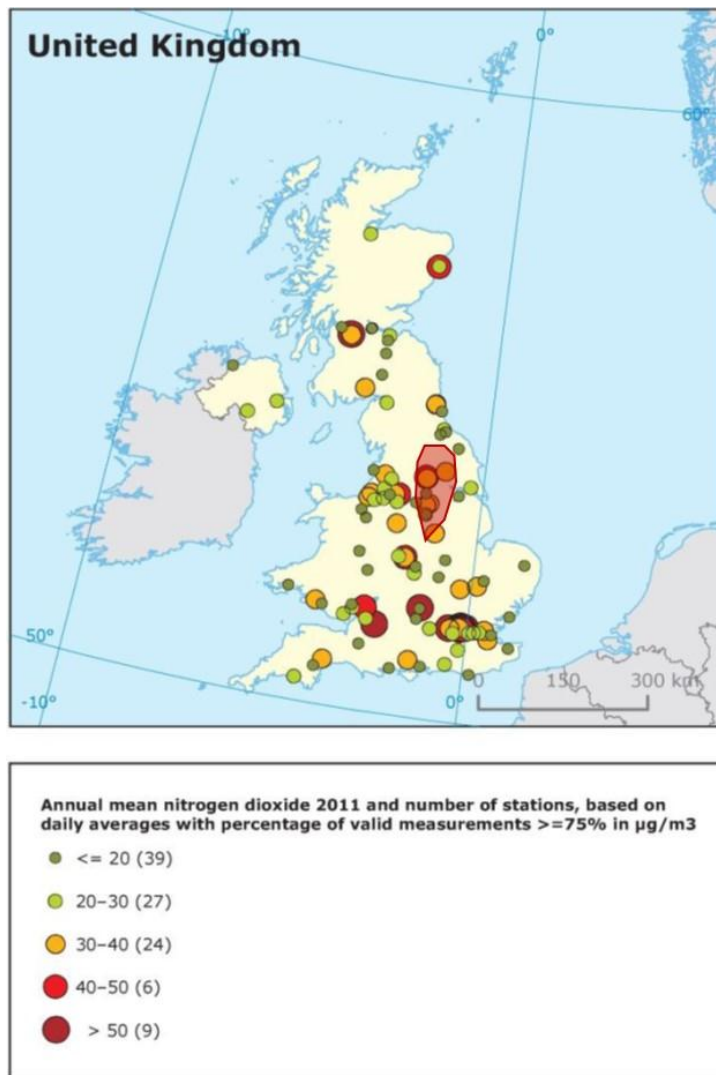 United Kingdom
-10°
0°
60°
50°
-10°
0°
0 150 300 km
Annual mean nitrogen dioxide 2011 and number of stations, based on
daily averages with percentage of valid measurements >=75% in µg/m3
<= 20 (39)
20–30 (27)
30–40 (24)
40–50 (6)
> 50 (9)